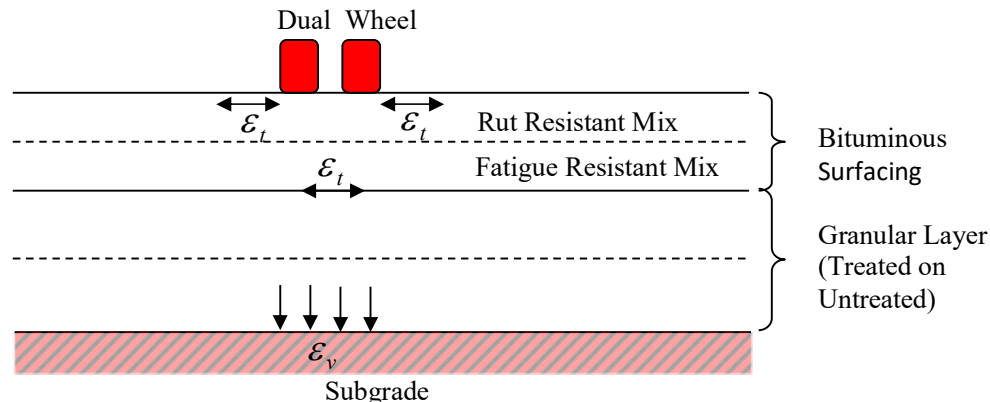 Dual Wheel
εt εt
Rut Resistant Mix
εt
Fatigue Resistant Mix
Bituminous
Surfacing
Granular Layer
(Treated on
Untreated)
εv
Subgrade